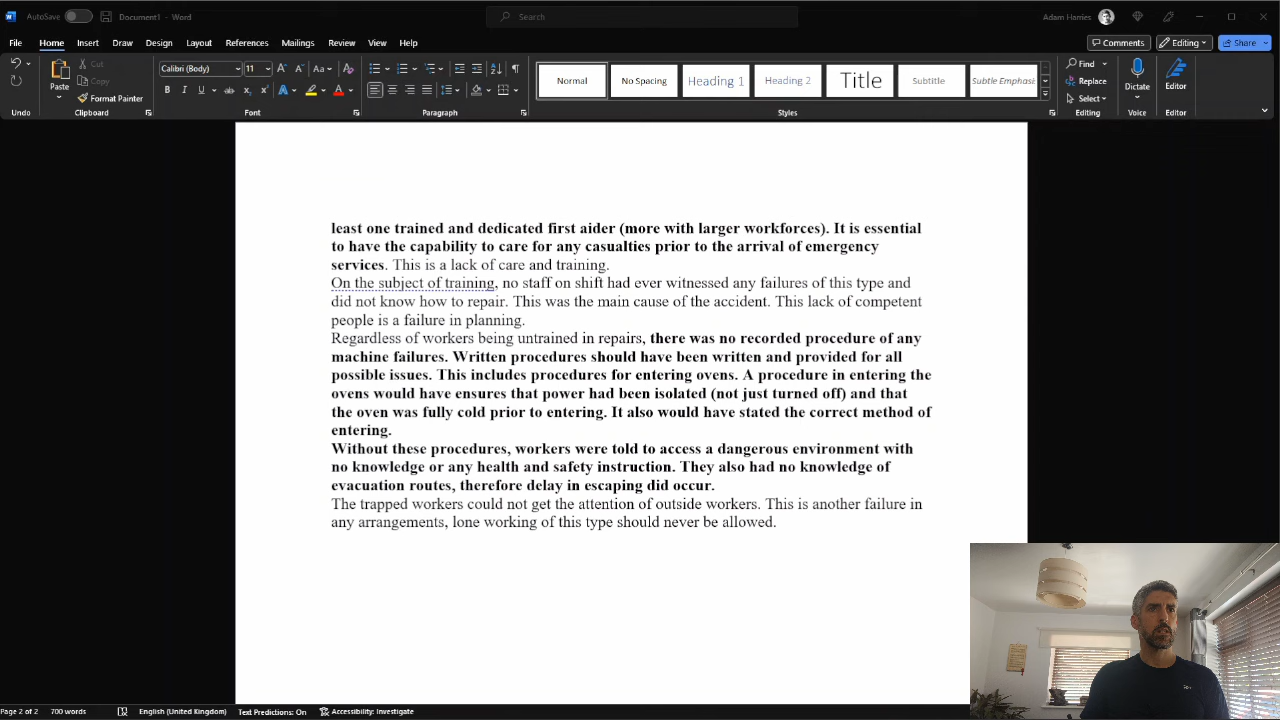 AutoSave
Document1 - Word
Search
Adam Harries
File Home Insert Draw Design Layout References Mailings Review View Help
Comments Editing Share
Paste
Cut
Copy
Format Painter
Calibri (Body) 11
Normal
No Spacing
Heading 1
Heading 2
Title
Subtitle
Subtle Emphasis
Find
Replace
Select
Dictate
Editor
Undo Clipboard Font Paragraph Styles Editing Voice Editor
least one trained and dedicated first aider (more with larger workforces). It is essential
to have the capability to care for any casualties prior to the arrival of emergency
services. This is a lack of care and training.
On the subject of training, no staff on shift had ever witnessed any failures of this type and
did not know how to repair. This was the main cause of the accident. This lack of competent
people is a failure in planning.
Regardless of workers being untrained in repairs, there was no recorded procedure of any
machine failures. Written procedures should have been written and provided for all
possible issues. This includes procedures for entering ovens. A procedure in entering the
ovens would have ensures that power had been isolated (not just turned off) and that
the oven was fully cold prior to entering. It also would have stated the correct method of
entering.
Without these procedures, workers were told to access a dangerous environment with
no knowledge or any health and safety instruction. They also had no knowledge of
evacuation routes, therefore delay in escaping did occur.
The trapped workers could not get the attention of outside workers. This is another failure in
any arrangements, lone working of this type should never be allowed.
Page 2 of 2 700 words English (United Kingdom) Text Predictions: On Accessibility: Investigate